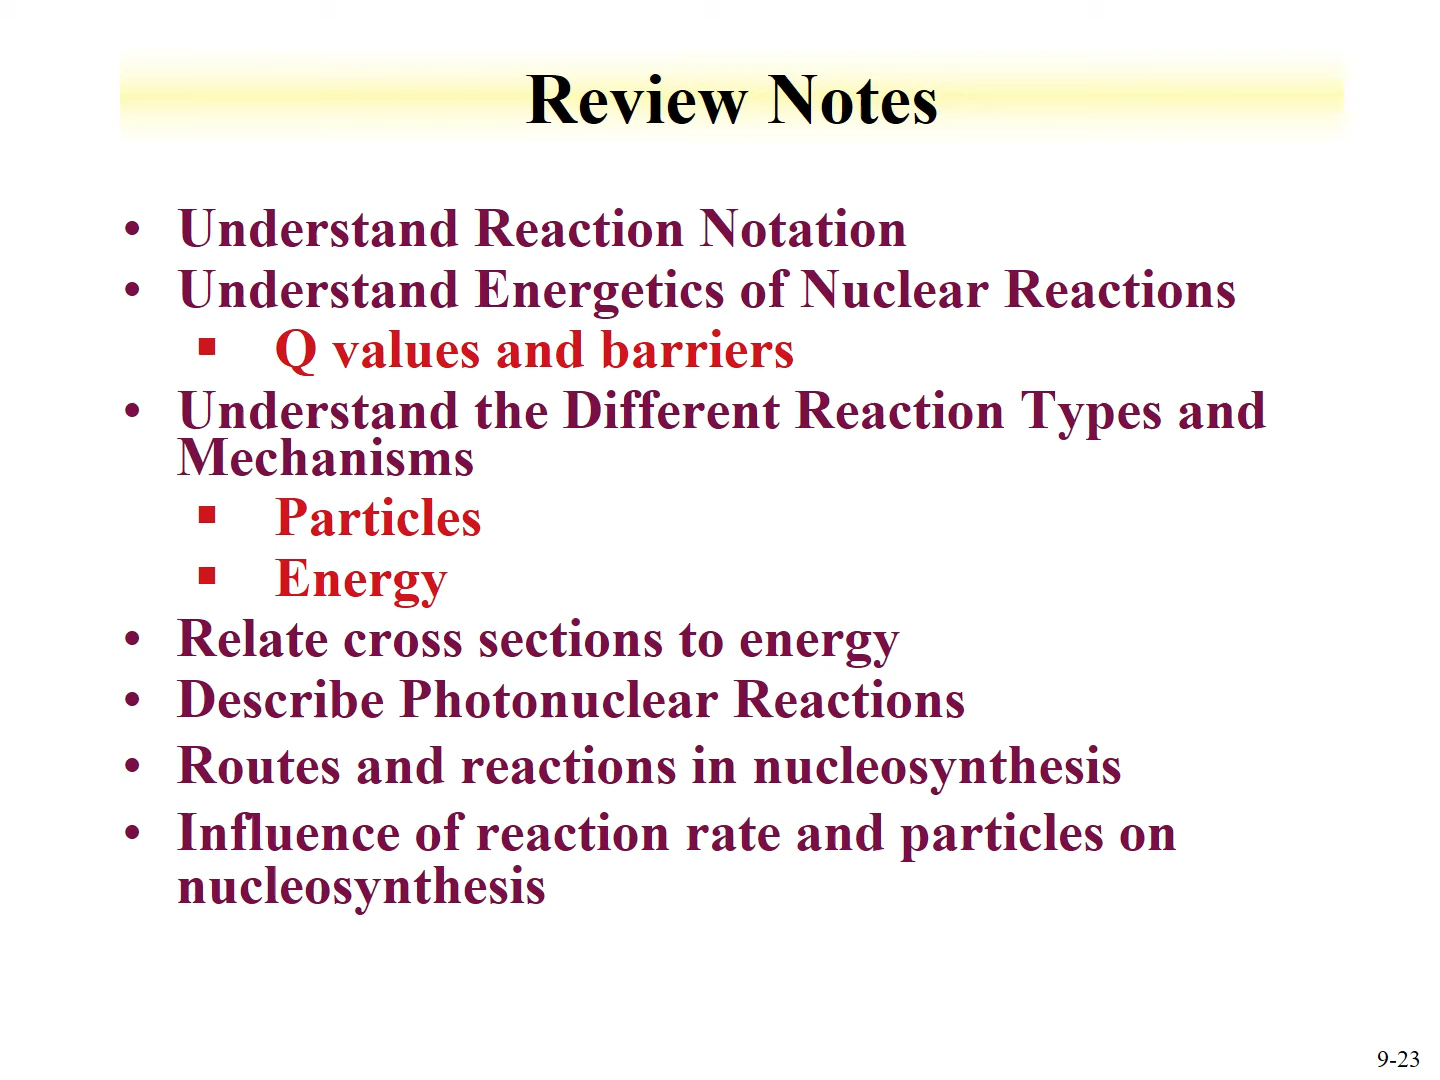 Review Notes
• Understand Reaction Notation
• Understand Energetics of Nuclear Reactions
▪ Q values and barriers
• Understand the Different Reaction Types and
Mechanisms
▪ Particles
▪ Energy
• Relate cross sections to energy
• Describe Photonuclear Reactions
• Routes and reactions in nucleosynthesis
• Influence of reaction rate and particles on
nucleosynthesis
9-23